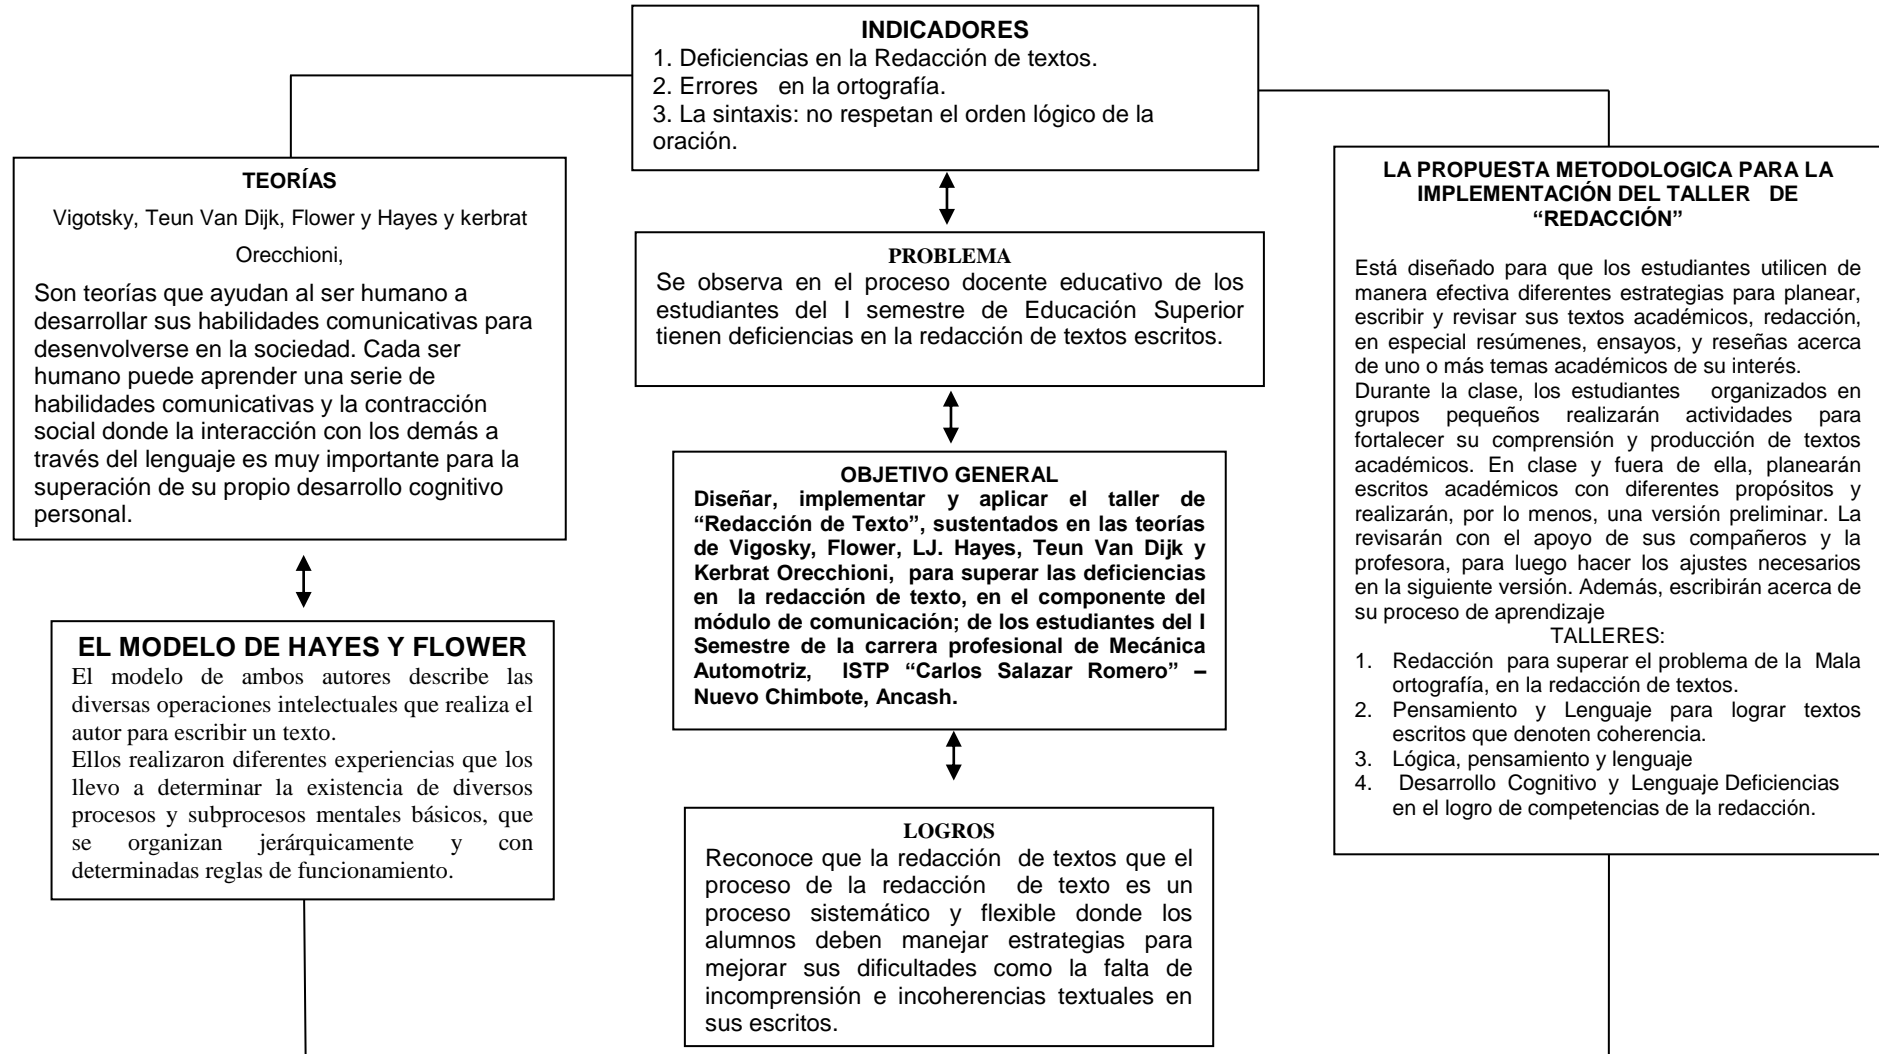 INDICADORES
1. Deficiencias en la Redacción de textos.
2. Errores en la ortografía.
3. La sintaxis: no respetan el orden lógico de la
oración.
TEORÍAS
Vigotsky, Teun Van Dijk, Flower y Hayes y kerbrat
Orecchioni,
Son teorías que ayudan al ser humano a
desarrollar sus habilidades comunicativas para
desenvolverse en la sociedad. Cada ser
humano puede aprender una serie de
habilidades comunicativas y la contracción
social donde la interacción con los demás a
través del lenguaje es muy importante para la
superación de su propio desarrollo cognitivo
personal.
EL MODELO DE HAYES Y FLOWER
El modelo de ambos autores describe las
diversas operaciones intelectuales que realiza el
autor para escribir un texto.
Ellos realizaron diferentes experiencias que los
llevo a determinar la existencia de diversos
procesos y subprocesos mentales básicos, que
se organizan jerárquicamente y con
determinadas reglas de funcionamiento.
PROBLEMA
Se observa en el proceso docente educativo de los
estudiantes del I semestre de Educación Superior
tienen deficiencias en la redacción de textos escritos.
OBJETIVO GENERAL
Diseñar, implementar y aplicar el taller de
“Redacción de Texto”, sustentados en las teorías
de Vigosky, Flower, LJ. Hayes, Teun Van Dijk y
Kerbrat Orecchioni, para superar las deficiencias
en la redacción de texto, en el componente del
módulo de comunicación; de los estudiantes del I
Semestre de la carrera profesional de Mecánica
Automotriz, ISTP “Carlos Salazar Romero” –
Nuevo Chimbote, Ancash.
LOGROS
Reconoce que la redacción de textos que el
proceso de la redacción de texto es un
proceso sistemático y flexible donde los
alumnos deben manejar estrategias para
mejorar sus dificultades como la falta de
incomprensión e incoherencias textuales en
sus escritos.
LA PROPUESTA METODOLOGICA PARA LA
IMPLEMENTACIÓN DEL TALLER DE
“REDACCIÓN”
Está diseñado para que los estudiantes utilicen de
manera efectiva diferentes estrategias para planear,
escribir y revisar sus textos académicos, redacción,
en especial resúmenes, ensayos, y reseñas acerca
de uno o más temas académicos de su interés.
Durante la clase, los estudiantes organizados en
grupos pequeños realizarán actividades para
fortalecer su comprensión y producción de textos
académicos. En clase y fuera de ella, planearán
escritos académicos con diferentes propósitos y
realizarán, por lo menos, una versión preliminar. La
revisarán con el apoyo de sus compañeros y la
profesora, para luego hacer los ajustes necesarios
en la siguiente versión. Además, escribirán acerca de
su proceso de aprendizaje
TALLERES:
1. Redacción para superar el problema de la Mala
ortografía, en la redacción de textos.
2. Pensamiento y Lenguaje para lograr textos
escritos que denoten coherencia.
3. Lógica, pensamiento y lenguaje
4. Desarrollo Cognitivo y Lenguaje Deficiencias
en el logro de competencias de la redacción.